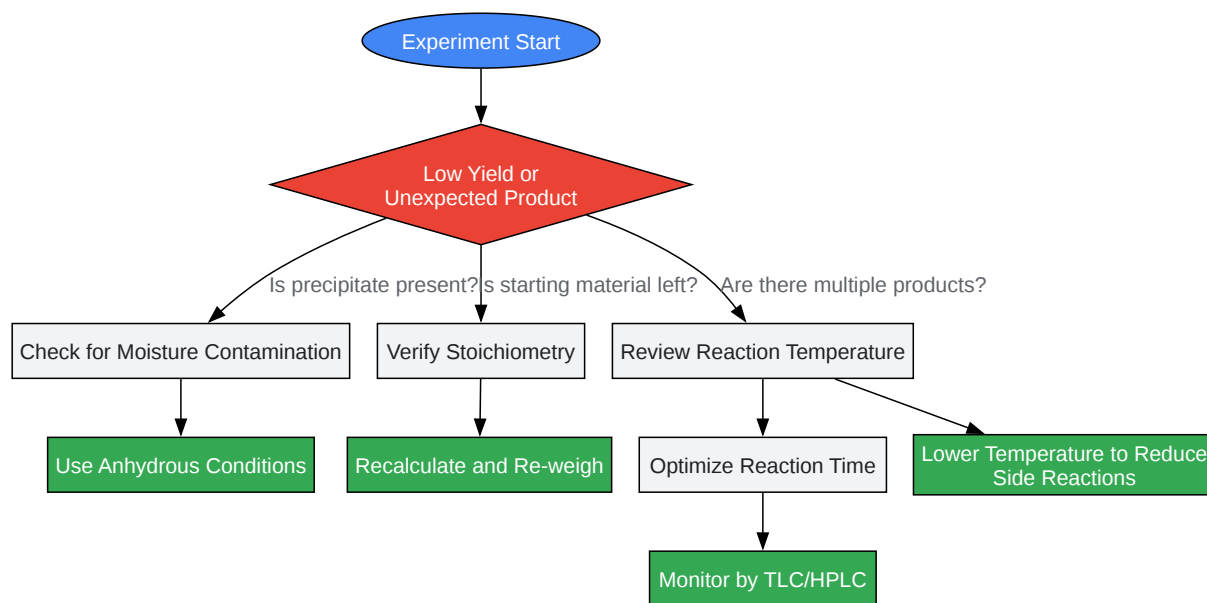 Experiment Start
Low Yield or
Unexpected Product
Is precipitate present?
Is starting material left?
Are there multiple products?
Check for Moisture Contamination
Verify Stoichiometry
Review Reaction Temperature
Use Anhydrous Conditions
Recalculate and Re-weigh
Optimize Reaction Time
Lower Temperature to Reduce
Side Reactions
Monitor by TLC/HPLC